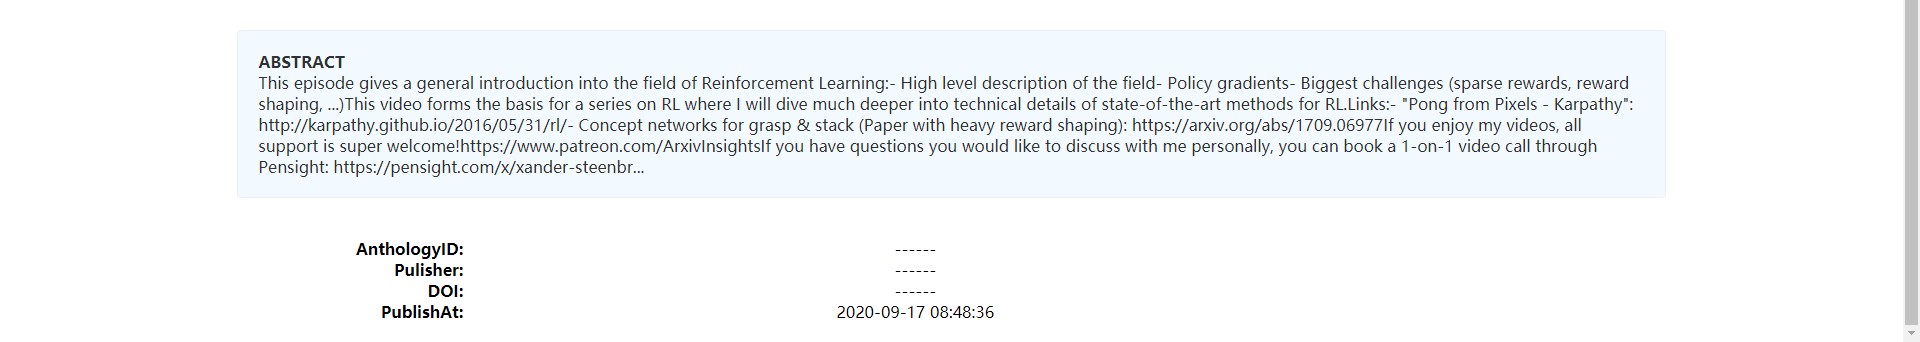 ABSTRACT
This episode gives a general introduction into the field of Reinforcement Learning:- High level description of the field- Policy gradients- Biggest challenges (sparse rewards, reward
shaping, ...)This video forms the basis for a series on RL where I will dive much deeper into technical details of state-of-the-art methods for RL.Links:- "Pong from Pixels - Karpathy":
http://karpathy.github.io/2016/05/31/rl/- Concept networks for grasp & stack (Paper with heavy reward shaping): https://arxiv.org/abs/1709.06977If you enjoy my videos, all
support is super welcome!https://www.patreon.com/ArxivInsightsIf you have questions you would like to discuss with me personally, you can book a 1-on-1 video call through
Pensight: https://pensight.com/x/xander-steenbr...
AnthologyID: ------
Pulisher: ------
DOI: ------
PublishAt: 2020-09-17 08:48:36